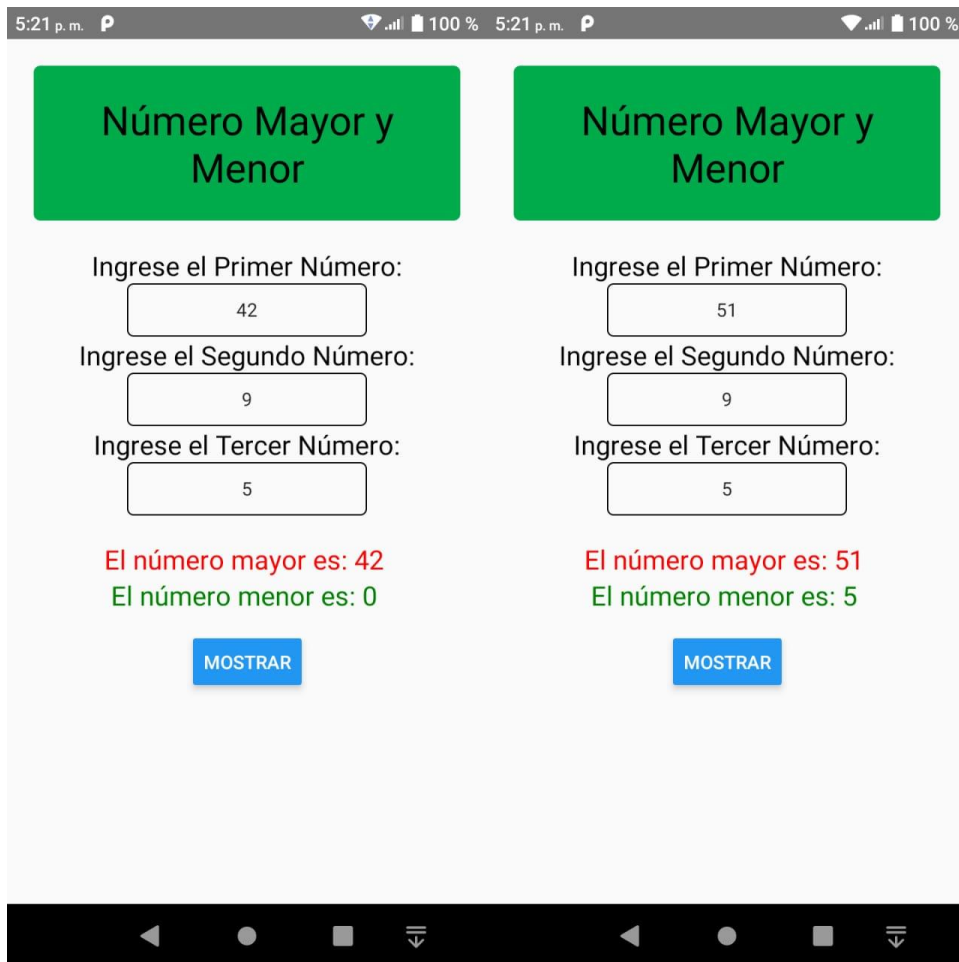 5:21 p. m. 100 %
Número Mayor y
Menor
Ingrese el Primer Número:
42
Ingrese el Segundo Número:
9
Ingrese el Tercer Número:
5
El número mayor es: 42
El número menor es: 0
MOSTRAR
5:21 p. m. 100 %
Número Mayor y
Menor
Ingrese el Primer Número:
51
Ingrese el Segundo Número:
9
Ingrese el Tercer Número:
5
El número mayor es: 51
El número menor es: 5
MOSTRAR